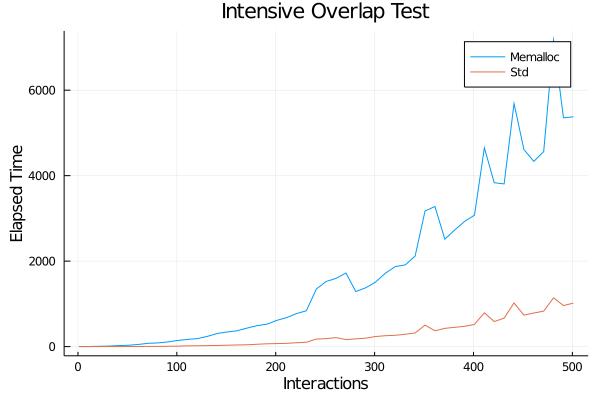 Intensive Overlap Test
Memalloc
Std
Elapsed Time
6000
4000
2000
0
0 100 200 300 400 500
Interactions